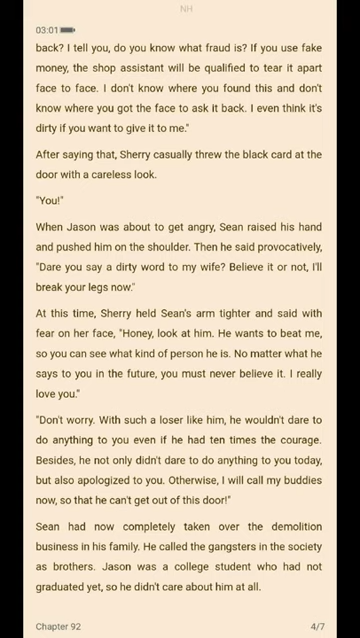 NH
03:01
back? I tell you, do you know what fraud is? If you use fake
money, the shop assistant will be qualified to tear it apart
face to face. I don't know where you found this and don't
know where you got the face to ask it back. I even think it's
dirty if you want to give it to me."
After saying that, Sherry casually threw the black card at the
door with a careless look.
"You!"
When Jason was about to get angry, Sean raised his hand
and pushed him on the shoulder. Then he said provocatively,
"Dare you say a dirty word to my wife? Believe it or not, I'll
break your legs now."
At this time, Sherry held Sean's arm tighter and said with
fear on her face, "Honey, look at him. He wants to beat me,
so you can see what kind of person he is. No matter what he
says to you in the future, you must never believe it. I really
love you."
"Don't worry. With such a loser like him, he wouldn't dare to
do anything to you even if he had ten times the courage.
Besides, he not only didn't dare to do anything to you today,
but also apologized to you. Otherwise, I will call my buddies
now, so that he can't get out of this door!"
Sean had now completely taken over the demolition
business in his family. He called the gangsters in the society
as brothers. Jason was a college student who had not
graduated yet, so he didn't care about him at all.
Chapter 92 4/7